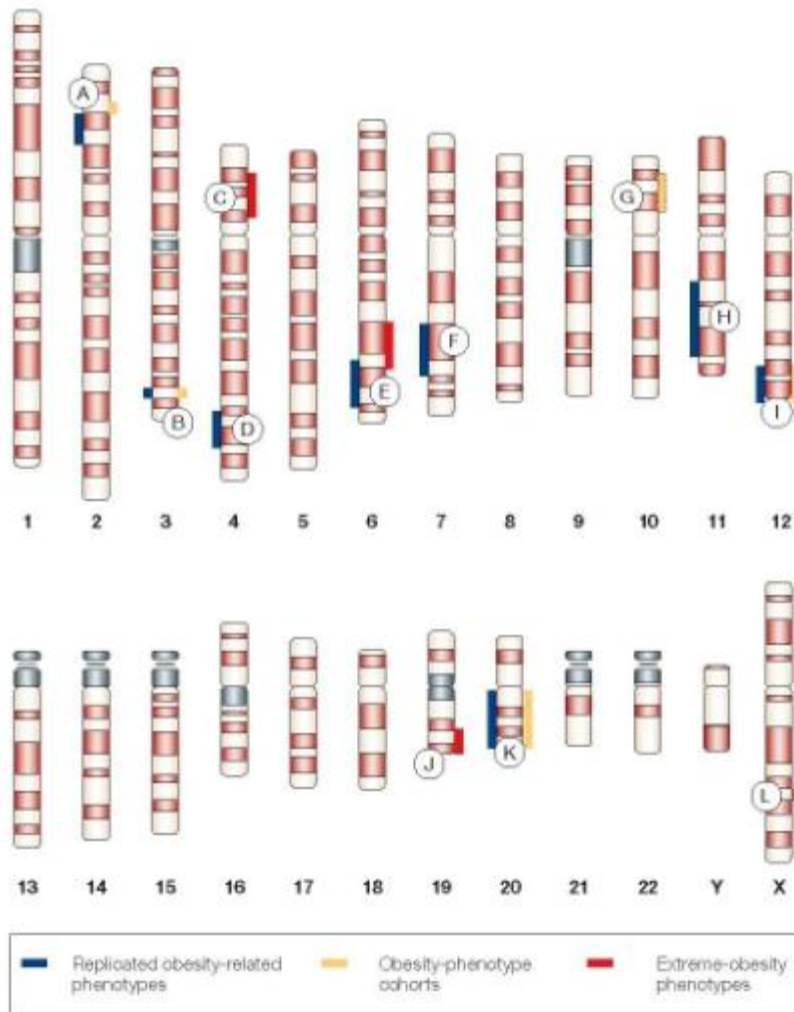 A
B
C
D
E
F
G
H
I
1 2 3 4 5 6 7 8 9 10 11 12
J
K
L
13 14 15 16 17 18 19 20 21 22 Y X
Replicated obesity-related
phenotypes
Obesity-phenotype
cohorts
Extreme-obesity
phenotypes